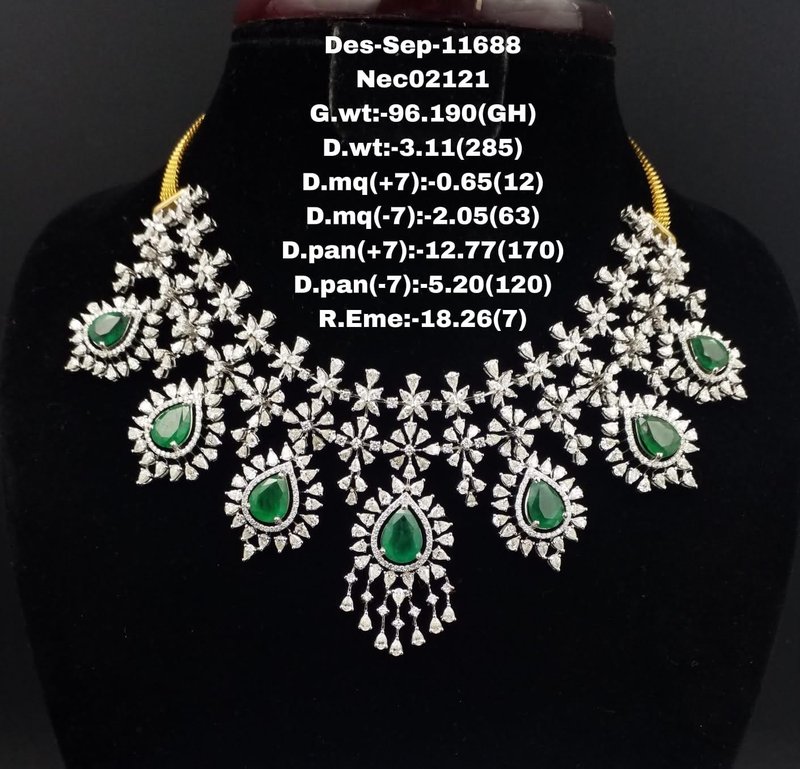 Des-Sep-11688
Nec02121
G.wt:-96.190(GH)
D.wt:-3.11(285)
D.mq(+7):-0.65(12)
D.mq(-7):-2.05(63)
D.pan(+7):-12.77(170)
D.pan(-7):-5.20(120)
R.Eme:-18.26(7)